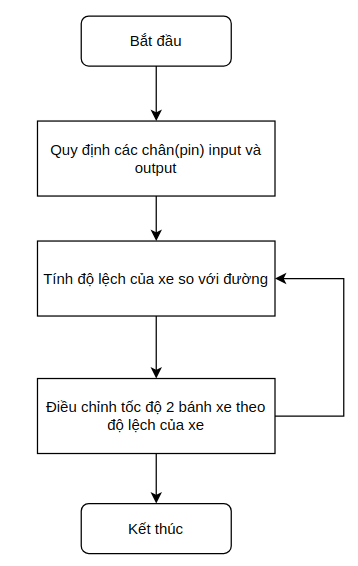 Bắt đầu
Quy định các chân(pin) input và
output
Tính độ lệch của xe so với đường
Điều chỉnh tốc độ 2 bánh xe theo
độ lệch của xe
Kết thúc